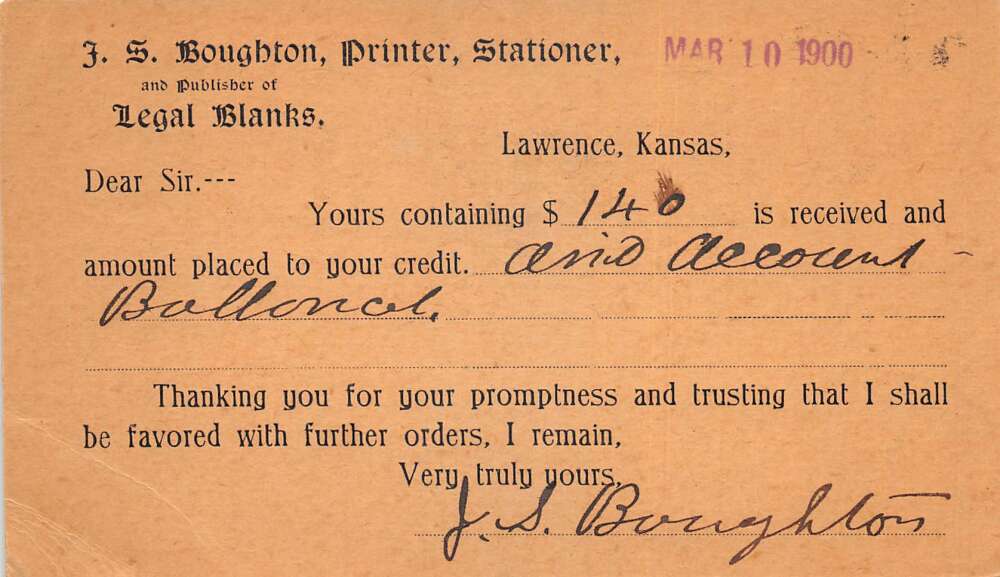 J. S. Boughton, Printer, Stationer,
MAR 10 1900
and Publisher of
Legal Blanks.
Lawrence, Kansas,
Dear Sir.---
Yours containing $ 140 is received and
amount placed to your credit. and account
Ballanced.
Thanking you for your promptness and trusting that I shall
be favored with further orders, I remain,
Very truly yours,
J. S. Boughton